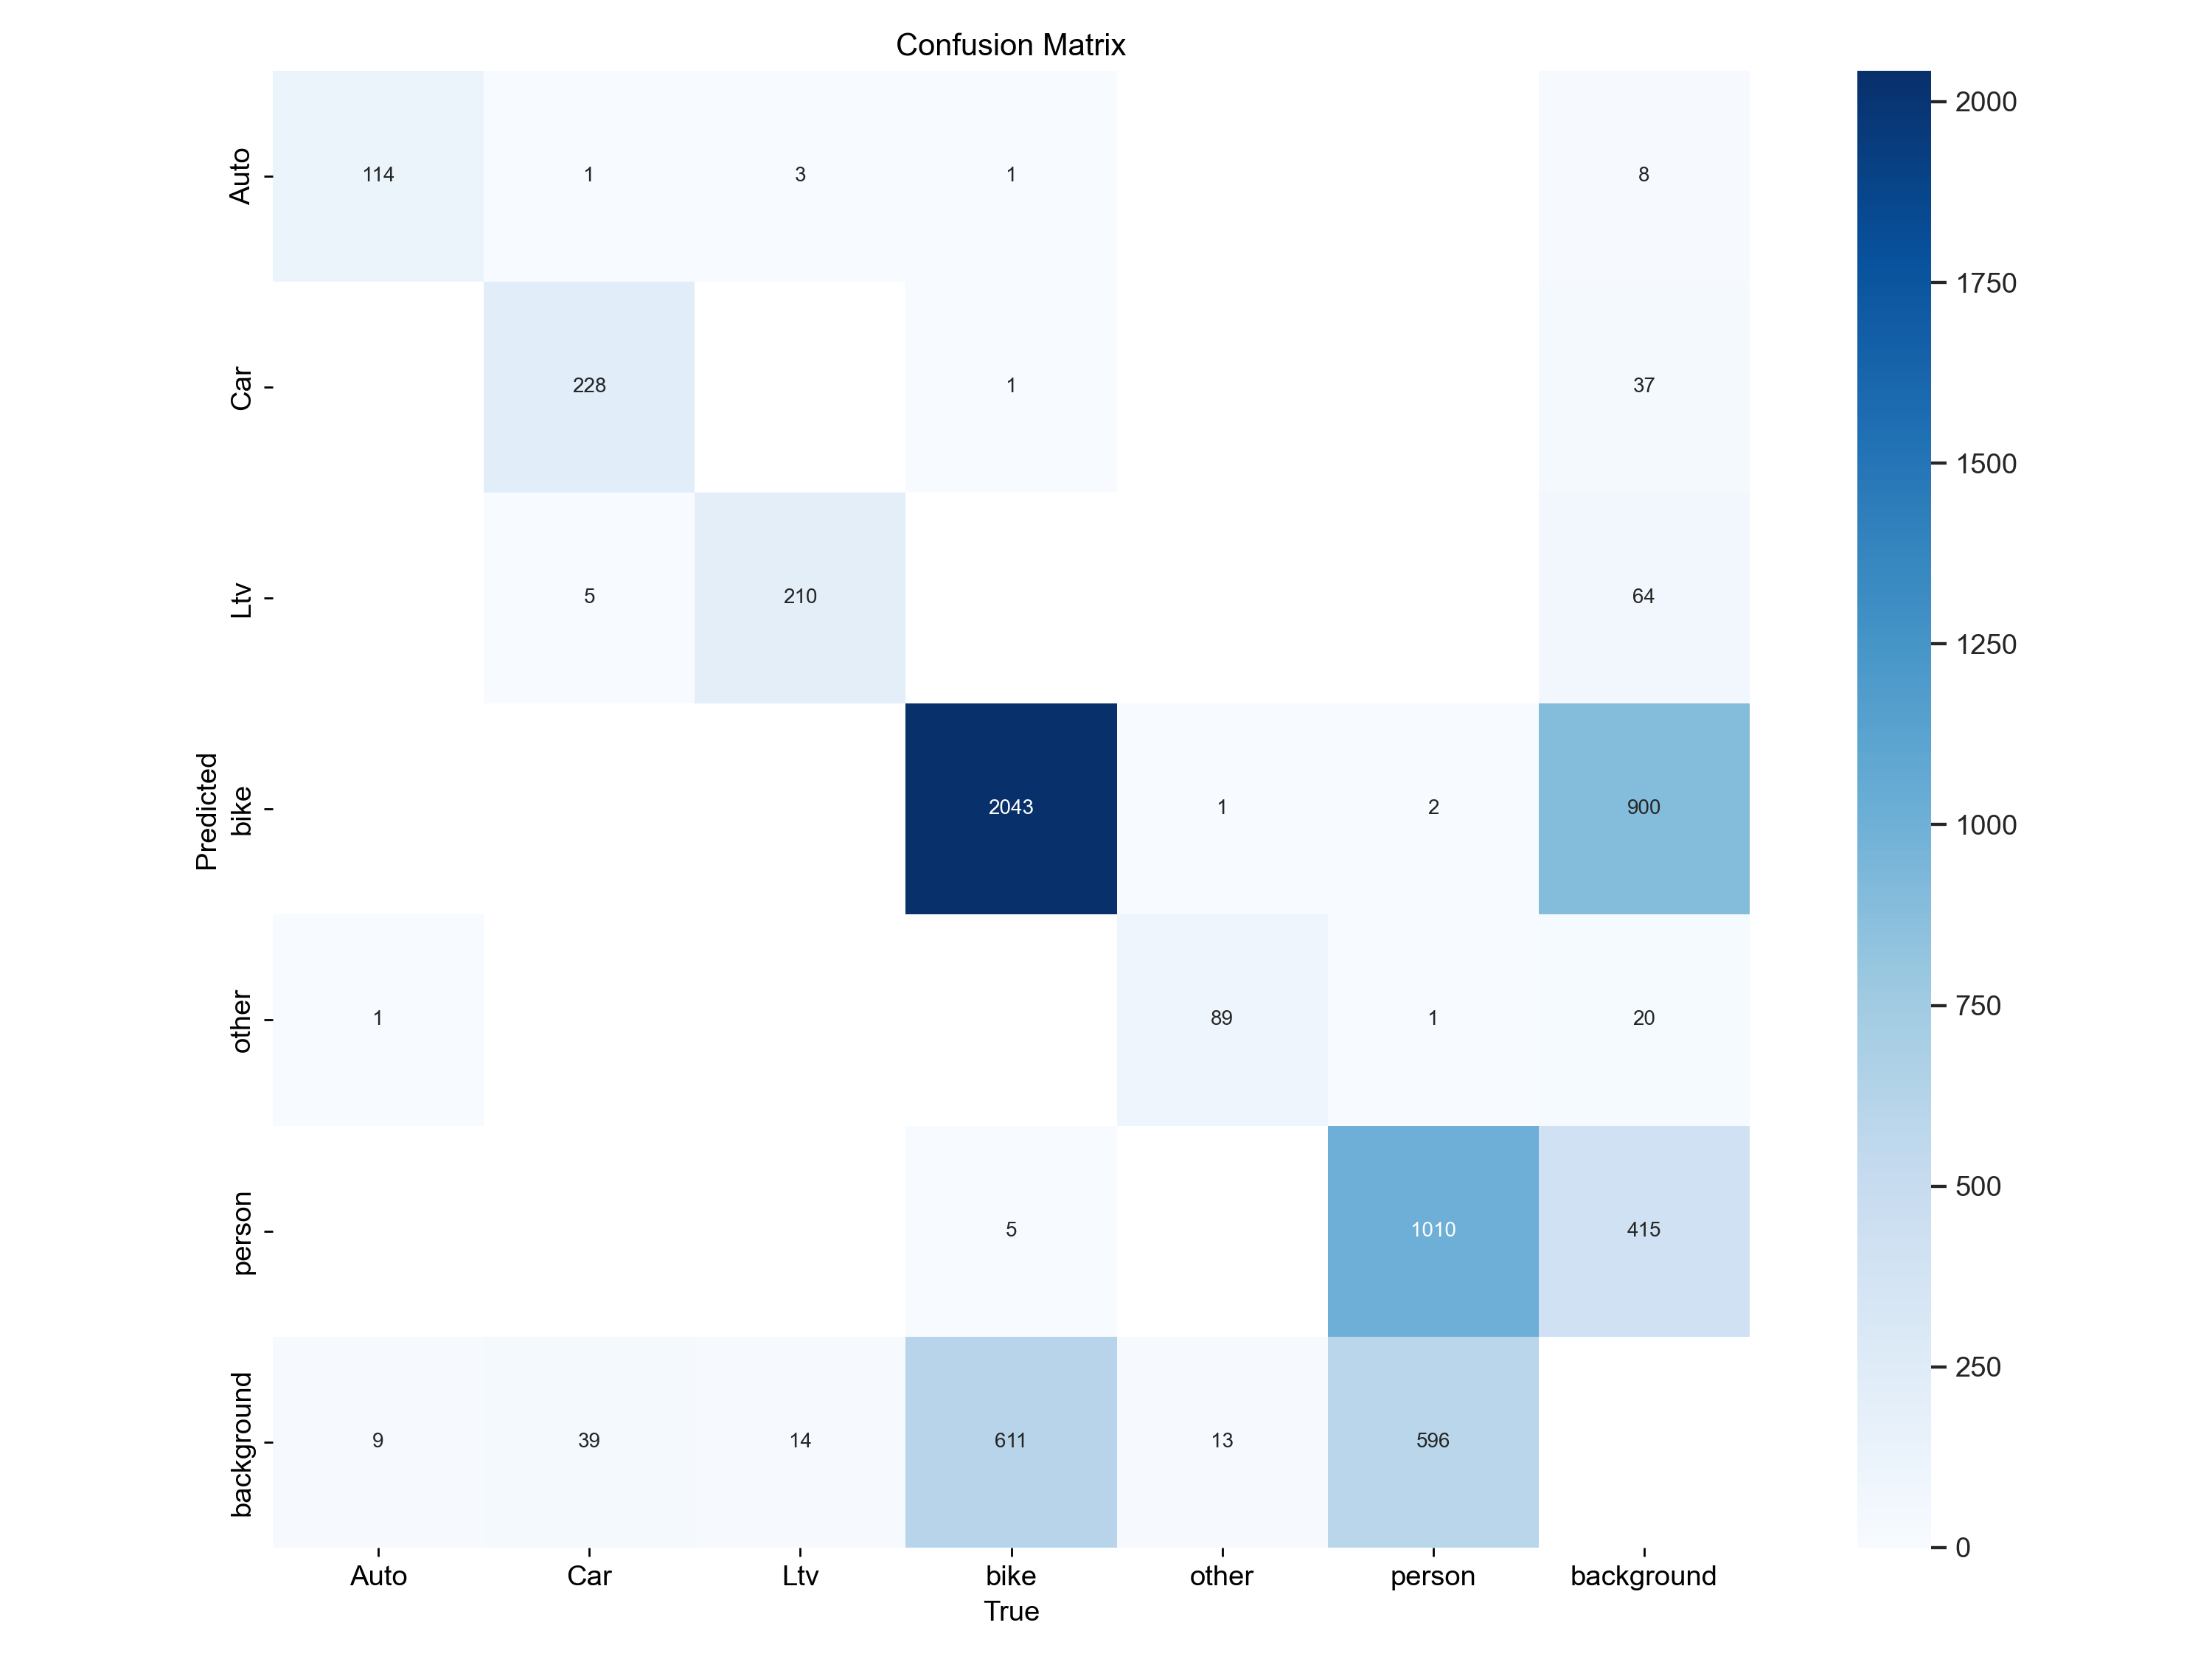 Confusion Matrix
Auto
114 1 3 1 8
Car
228 1 37
Ltv
5 210 64
Predicted
bike
2043 1 2 900
other
1 89 1 20
person
5 1010 415
background
9 39 14 611 13 596
Auto Car Ltv bike other person background
True
2000
1750
1500
1250
1000
750
500
250
0